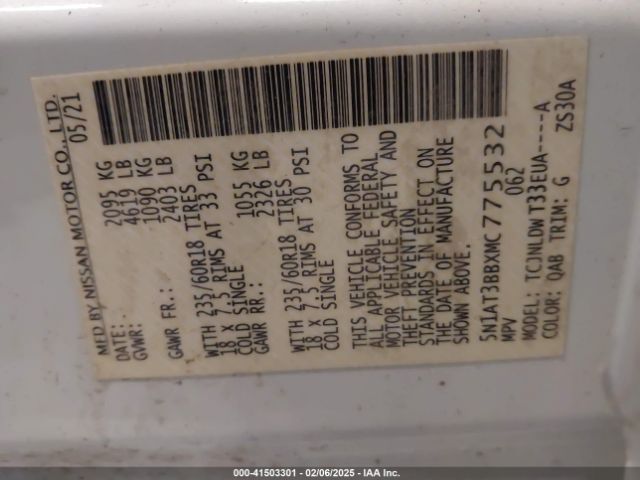 MFD BY NISSAN MOTOR CO., LTD.
DATE: 05/21
GVWR: 2095 KG
4619 LB
GAWR FR.: 1090 KG
2403 LB
WITH 235/60R18 TIRES
18 X 7.5 RIMS AT 33 PSI
COLD SINGLE
GAWR RR.: 1055 KG
2326 LB
WITH 235/60R18 TIRES
18 X 7.5 RIMS AT 30 PSI
COLD SINGLE
THIS VEHICLE CONFORMS TO
ALL APPLICABLE FEDERAL
MOTOR VEHICLE SAFETY AND
THEFT PREVENTION
STANDARDS IN EFFECT ON
THE DATE OF MANUFACTURE
SHOWN ABOVE.
5N1AT3BBXMC775532
MPV 062
MODEL: TCJNLDWT33EUA----A
COLOR: QAB TRIM: G ZS30A
000-41503301 - 02/06/2025 - IAA Inc.